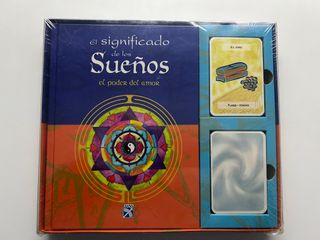 El significado
de los
Sueños
el poder del amor